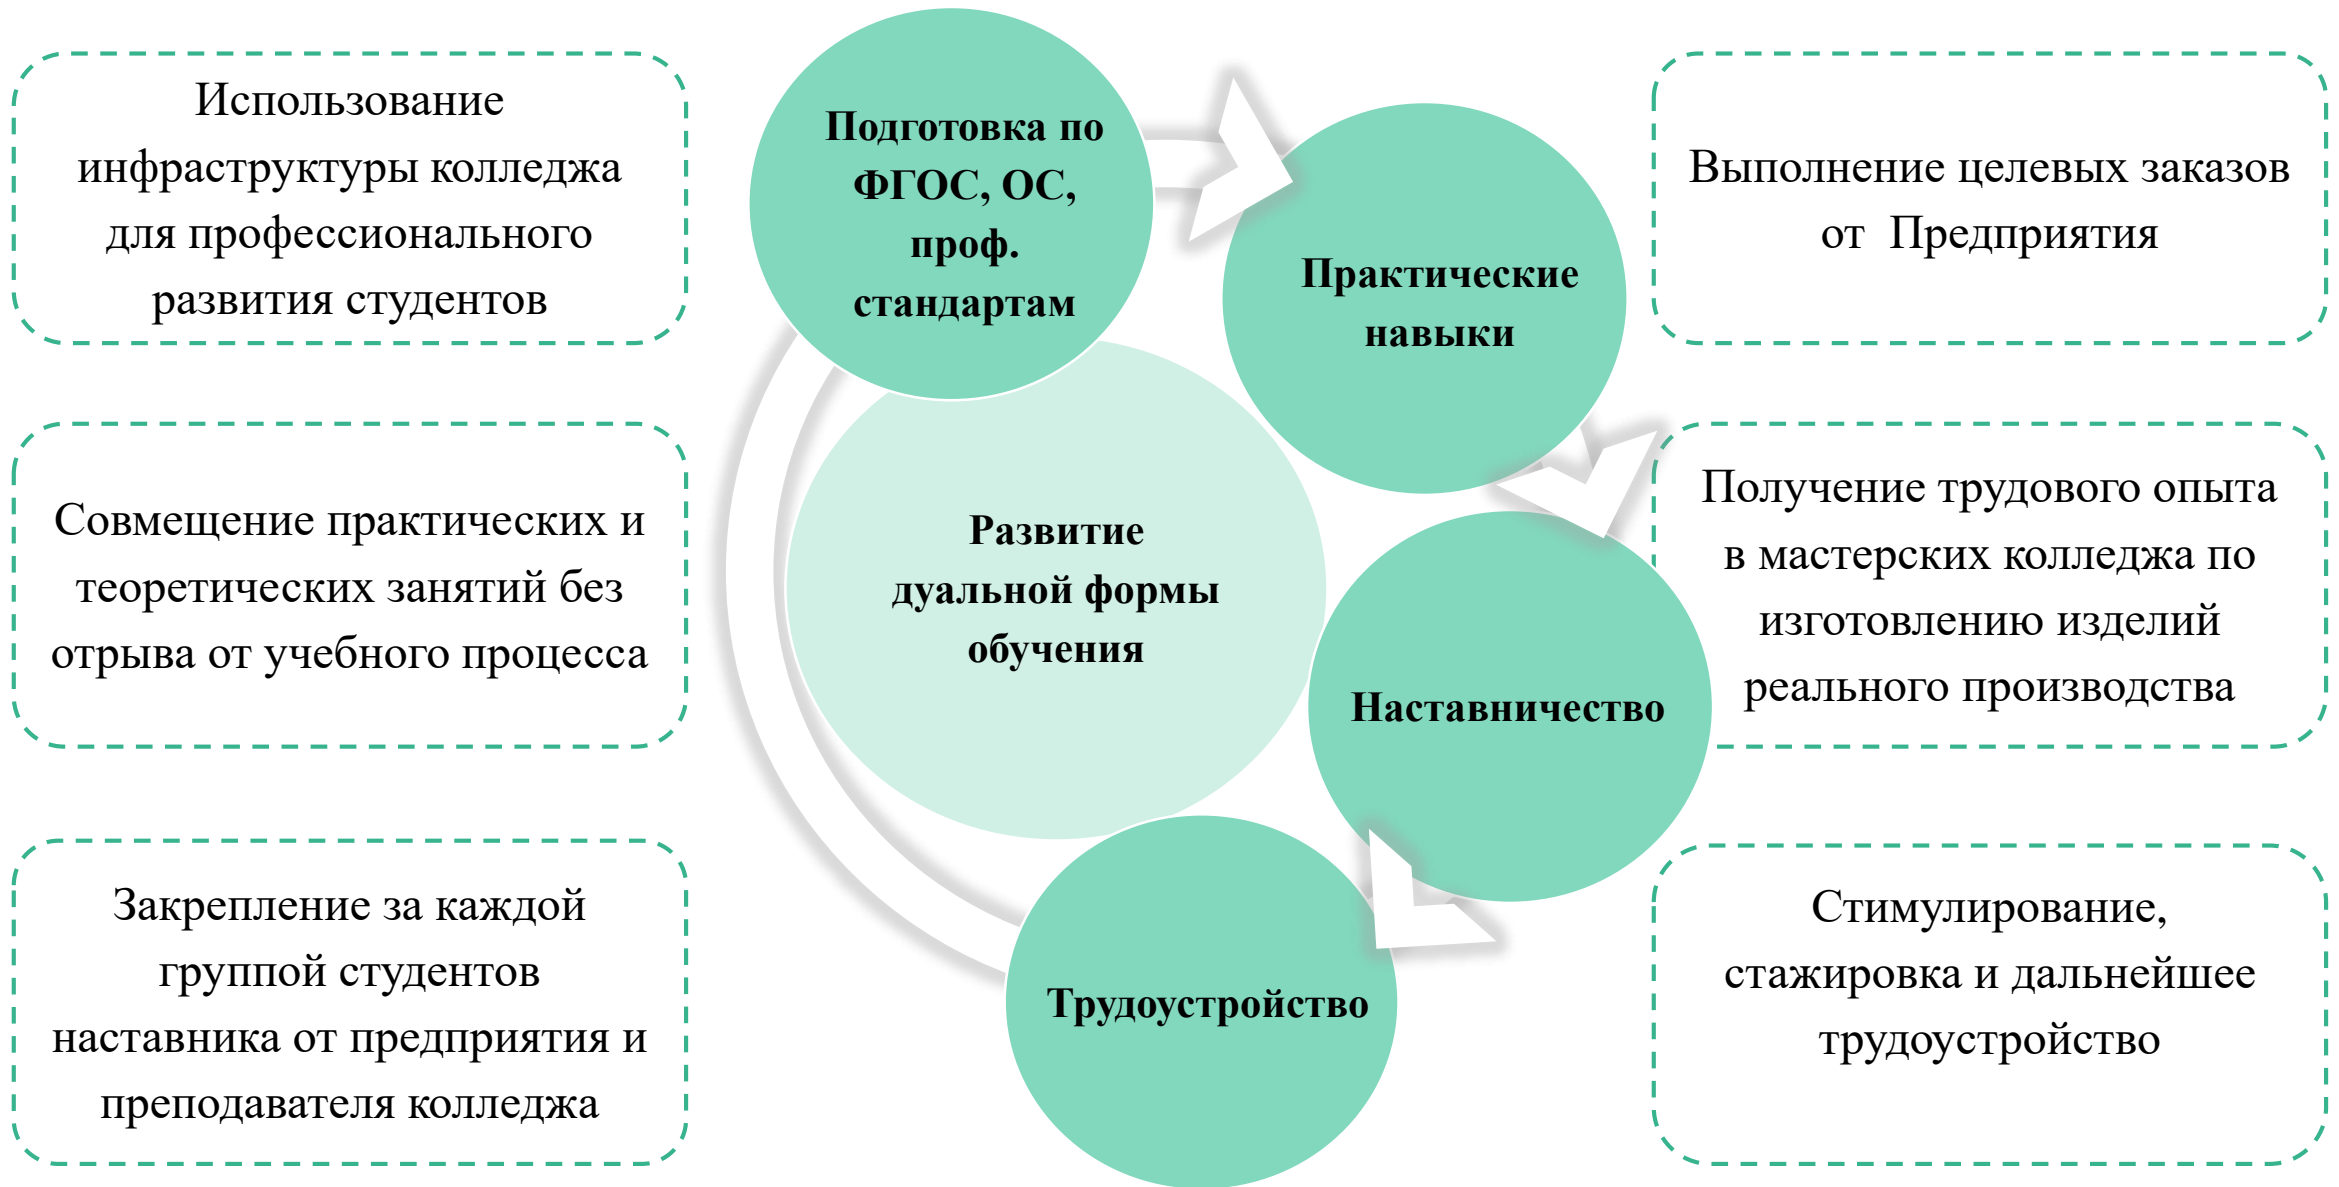 Использование
инфраструктуры колледжа
для профессионального
развития студентов
Совмещение практических и
теоретических занятий без
отрыва от учебного процесса
Закрепление за каждой
группой студентов
наставника от предприятия и
преподавателя колледжа
Подготовка по
ФГОС, ОС,
проф.
стандартам
Практические
навыки
Развитие
дуальной формы
обучения
Наставничество
Трудоустройство
Выполнение целевых заказов
от Предприятия
Получение трудового опыта
в мастерских колледжа по
изготовлению изделий
реального производства
Стимулирование,
стажировка и дальнейшее
трудоустройство